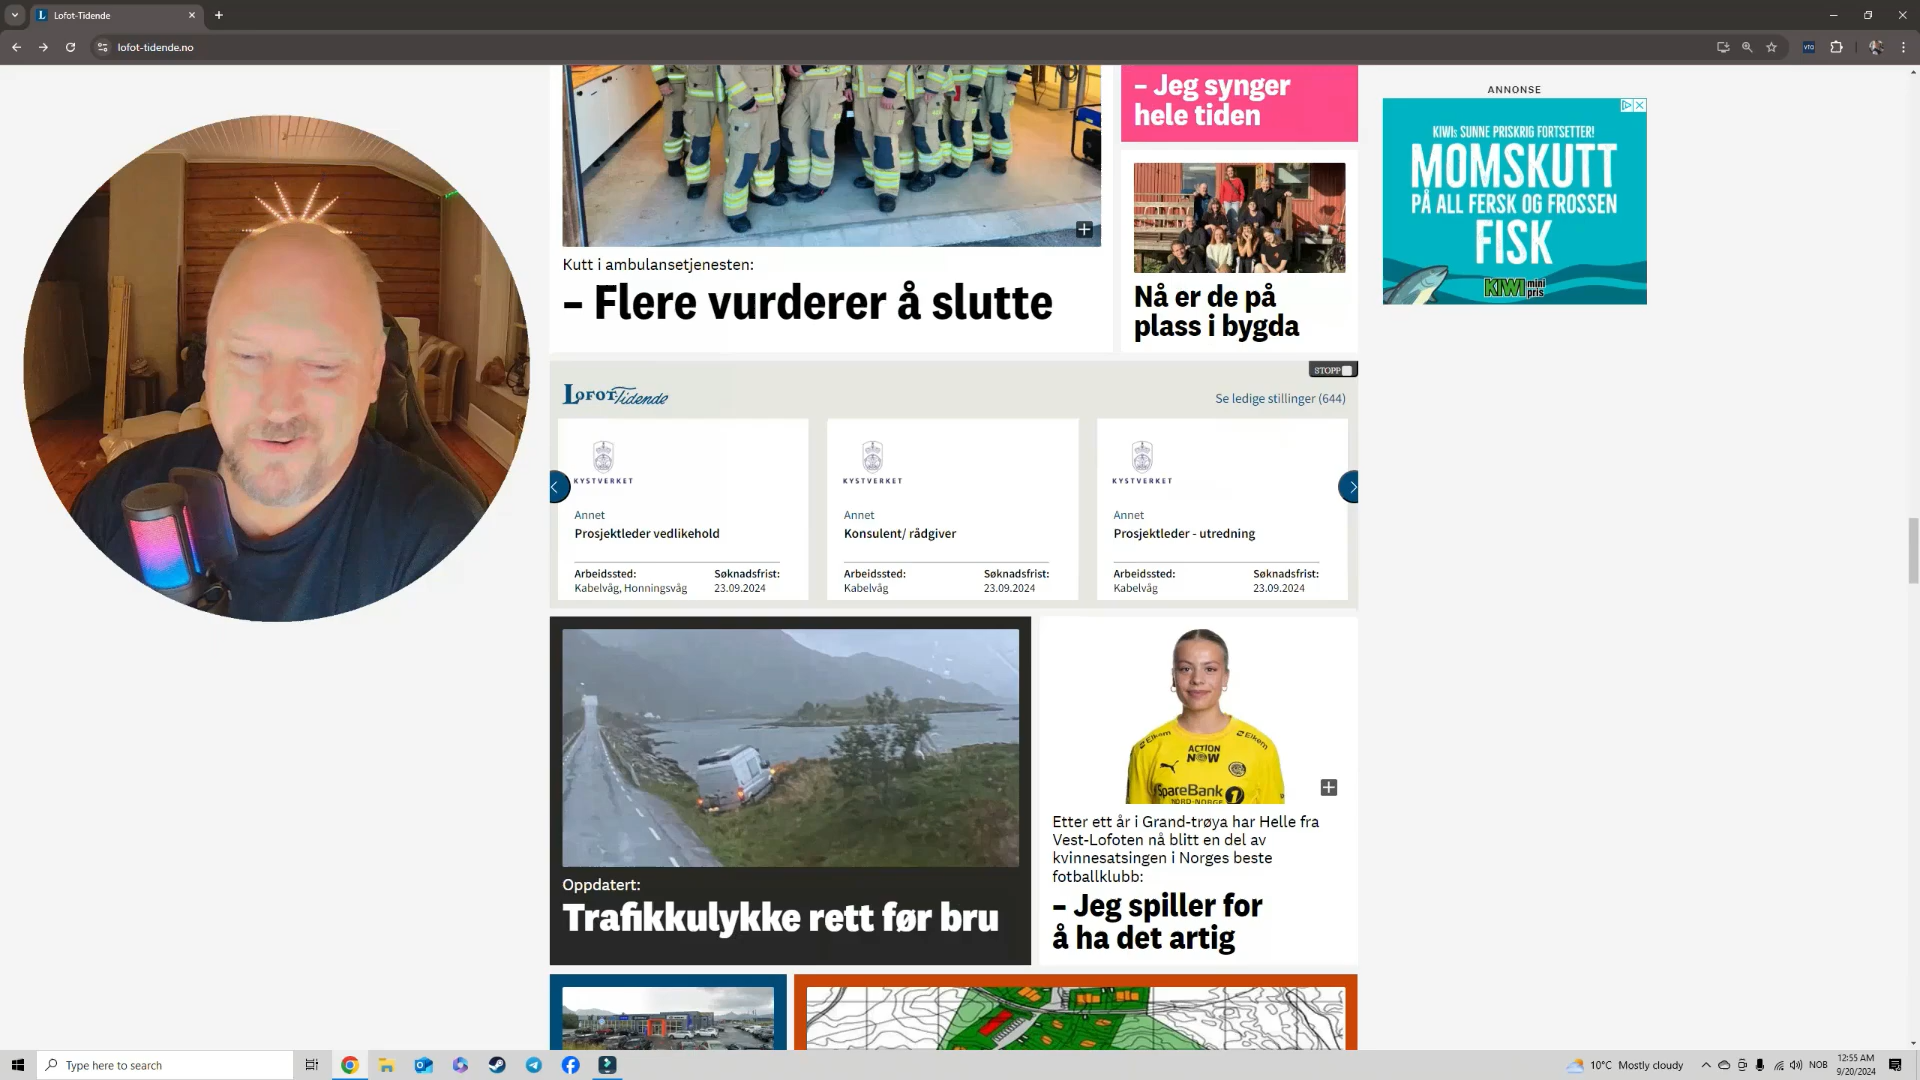 Lofot-Tidende
lofot-tidende.no
– Jeg synger
hele tiden
Nå er de på
plass i bygda
Kutt i ambulansetjenesten:
– Flere vurderer å slutte
ANNONSE
KIWIs SUNNE PRISKRIG FORTSETTER!
MOMSKUTT
PÅ ALL FERSK OG FROSSEN
FISK
KIWI mini pris
STOPP
LOFOT-Tidende
Se ledige stillinger (644)
KYSTVERKET
Annet
Prosjektleder vedlikehold
Arbeidssted:
Kabelvåg, Honningsvåg
Søknadsfrist:
23.09.2024
KYSTVERKET
Annet
Konsulent/ rådgiver
Arbeidssted:
Kabelvåg
Søknadsfrist:
23.09.2024
KYSTVERKET
Annet
Prosjektleder - utredning
Arbeidssted:
Kabelvåg
Søknadsfrist:
23.09.2024
Oppdatert:
Trafikkulykke rett før bru
Elkem
Elkem
ACTION
NOW
SpareBank 1
NORD-NORGE
Etter ett år i Grand-trøya har Helle fra
Vest-Lofoten nå blitt en del av
kvinnesatsingen i Norges beste
fotballklubb:
– Jeg spiller for
å ha det artig
Type here to search
10°C Mostly cloudy
NOB
12:55 AM
9/20/2024